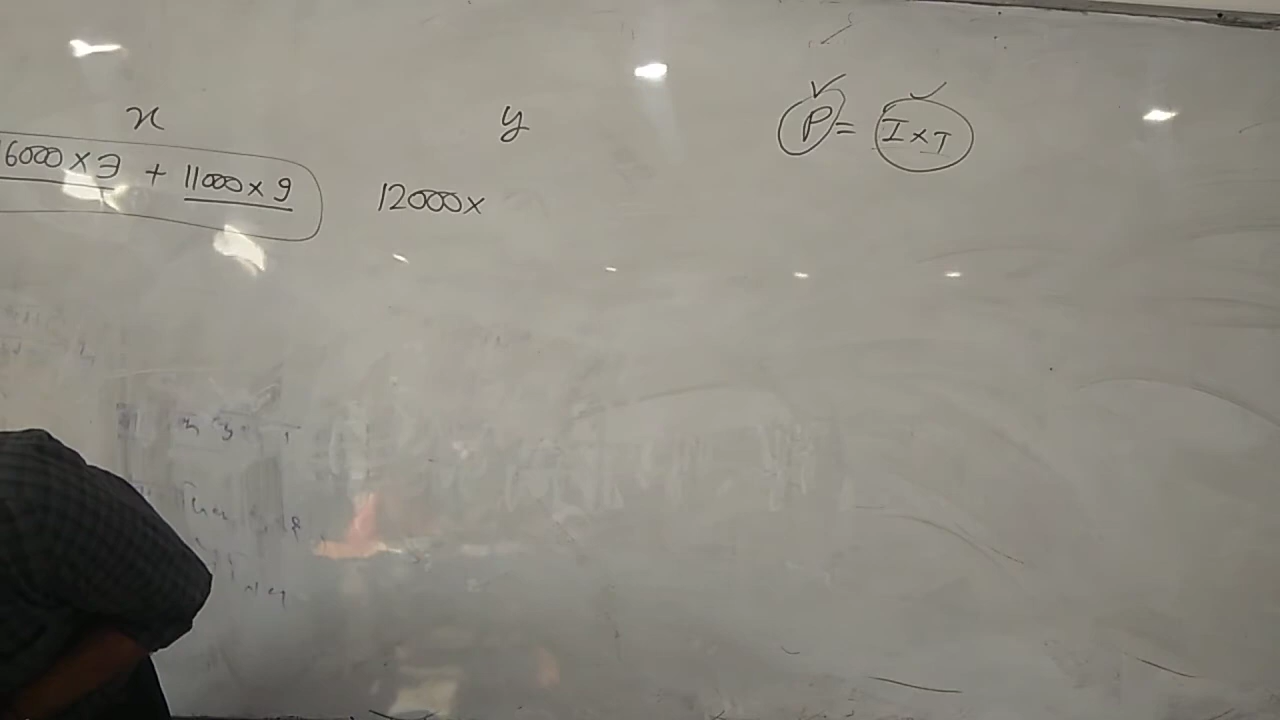 x y P = I × T
6000 × 3 + 11000 × 9 12000×